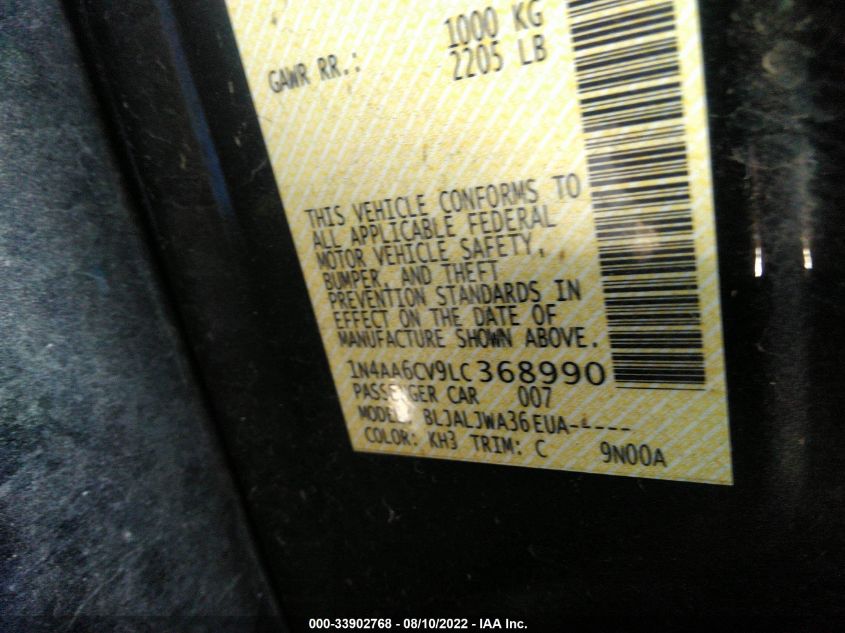 1000 KG
GAWR RR.: 2205 LB
THIS VEHICLE CONFORMS TO
ALL APPLICABLE FEDERAL
MOTOR VEHICLE SAFETY,
BUMPER, AND THEFT
PREVENTION STANDARDS IN
EFFECT ON THE DATE OF
MANUFACTURE SHOWN ABOVE.
1N4AA6CV9LC368990
PASSENGER CAR 007
MODEL: BLJALJWA36EUA-----
COLOR: KH3 TRIM: C 9N00A
000-33902768 - 08/10/2022 - IAA Inc.